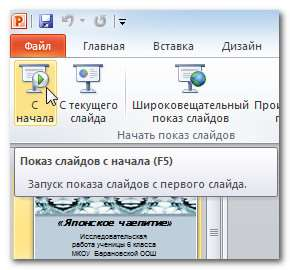 P
Файл Главная Вставка Дизайн
С начала
С текущего слайда
Широковещательный показ слайдов
Начать показ слайдов
Показ слайдов с начала (F5)
Запуск показа слайдов с первого слайда.
«Японское чаепитие»
Исследовательская
работа ученицы 6 класса
МКОУ Барановской ООШ